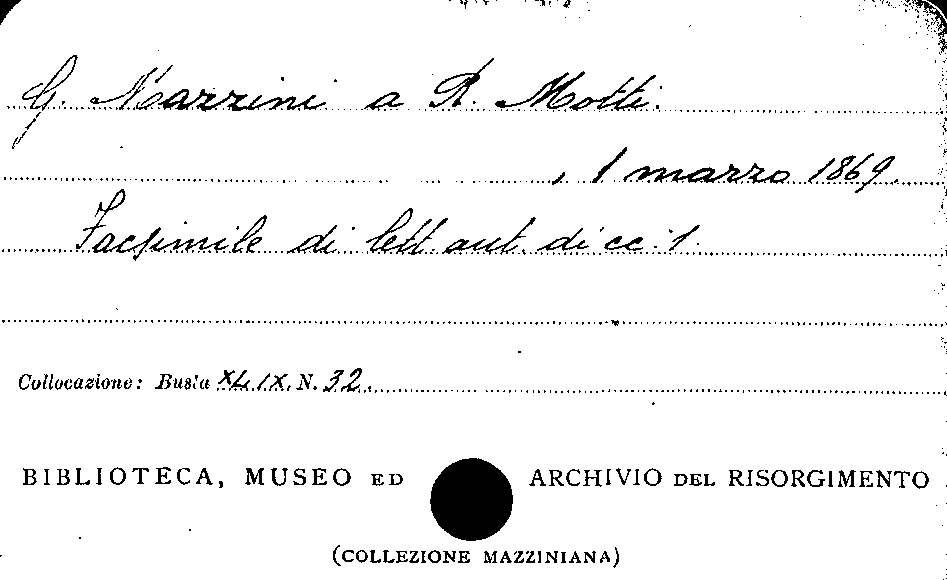 G. Mazzini a R. Motti.
, 1 marzo 1869.
Facsimile di lett. aut. di cc. 1.
Collocazione: Busta XLIX. N. 32.
BIBLIOTECA, MUSEO ED ARCHIVIO DEL RISORGIMENTO
(COLLEZIONE MAZZINIANA)